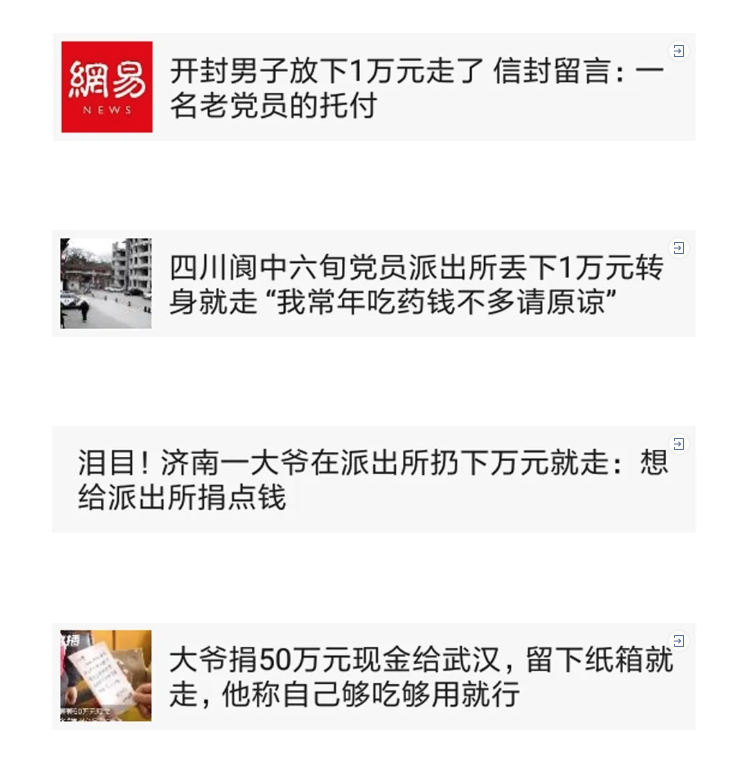 網易
NEWS
开封男子放下1万元走了 信封留言：一
名老党员的托付
四川阆中六旬党员派出所丢下1万元转
身就走 “我常年吃药钱不多请原谅”
泪目！济南一大爷在派出所扔下万元就走：想
给派出所捐点钱
大爷捐50万元现金给武汉，留下纸箱就
走，他称自己够吃够用就行